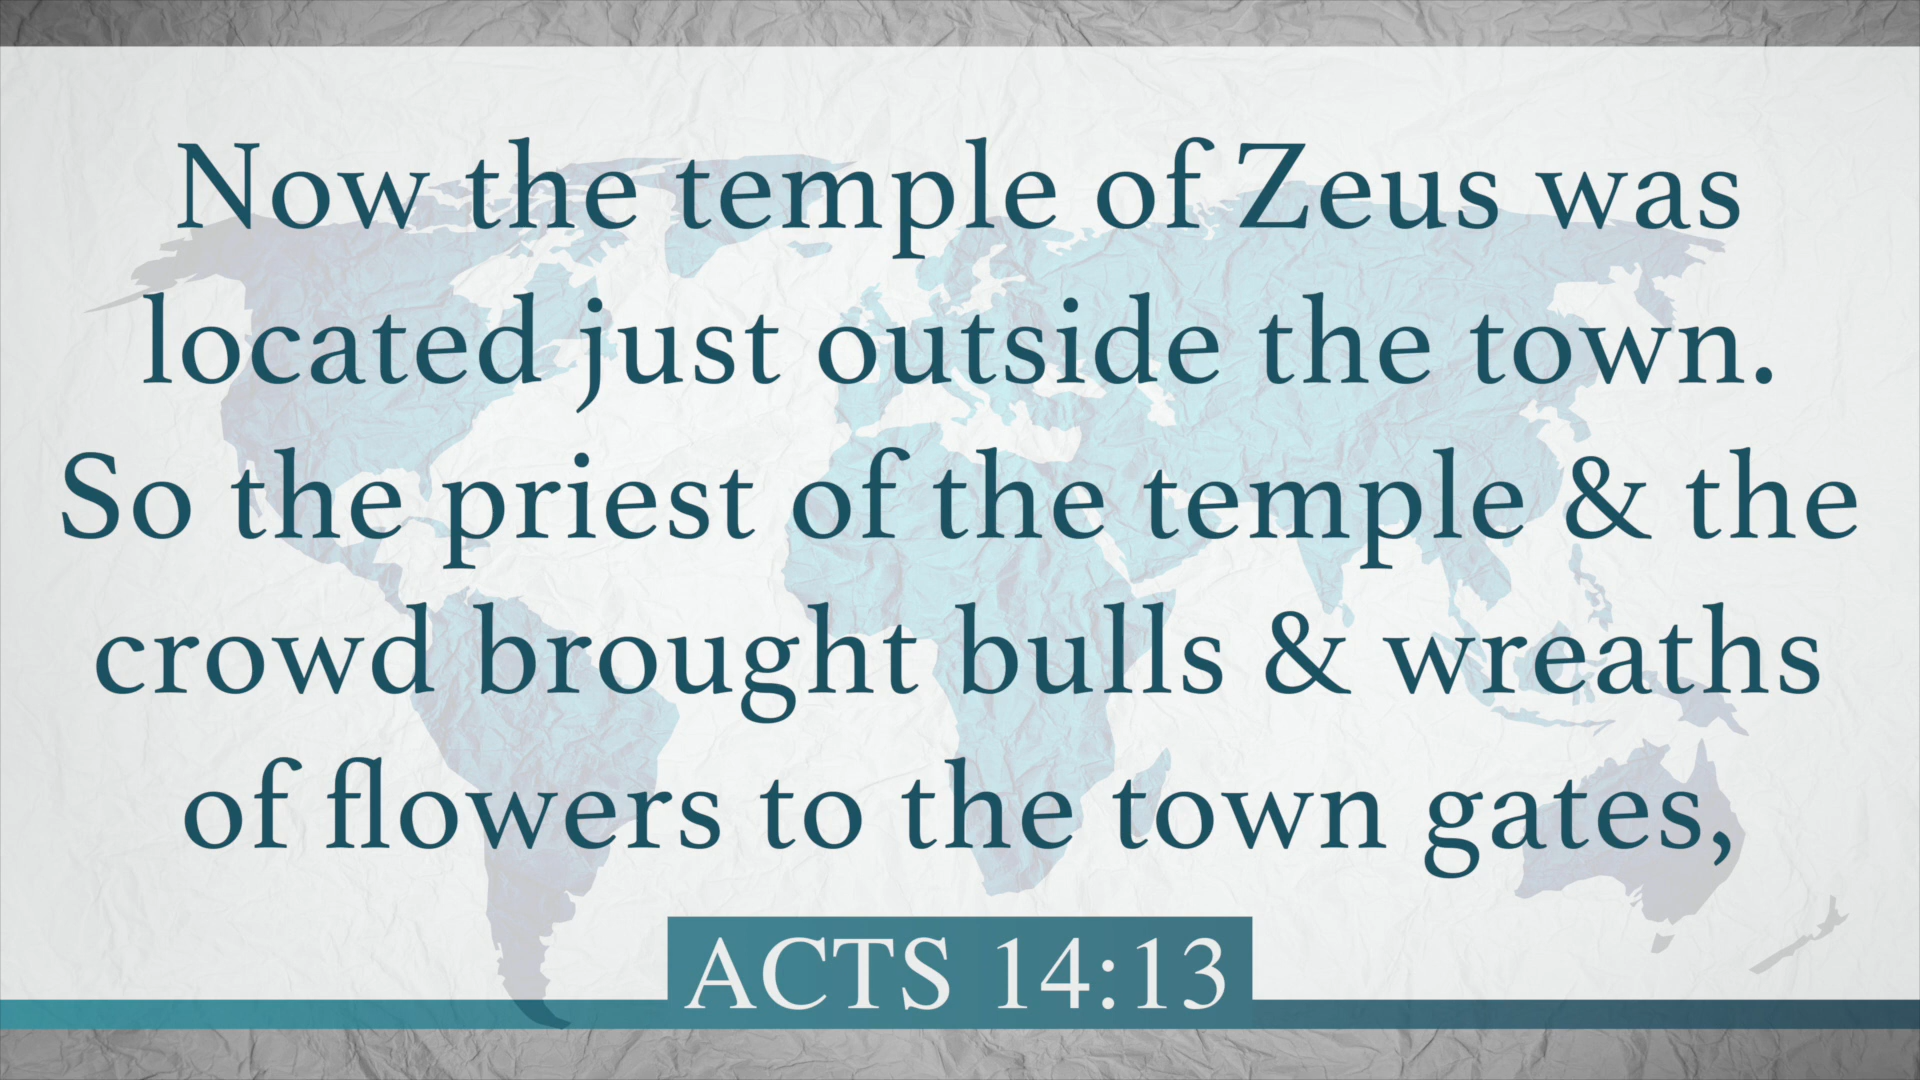 Now the temple of Zeus was
located just outside the town.
So the priest of the temple & the
crowd brought bulls & wreaths
of flowers to the town gates,
ACTS 14:13